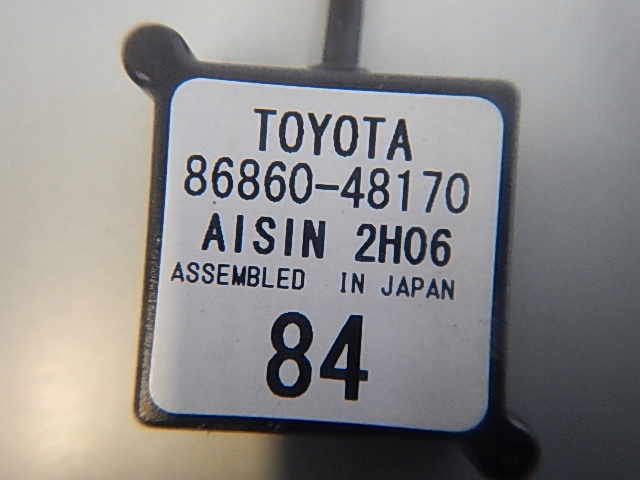 TOYOTA
86860-48170
AISIN 2H06
ASSEMBLED IN JAPAN
84